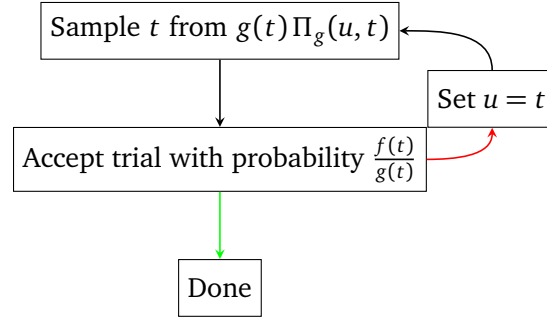 Sample t from g(t) Π_g(u, t)
Set u = t
Accept trial with probability f(t)/g(t)
Done